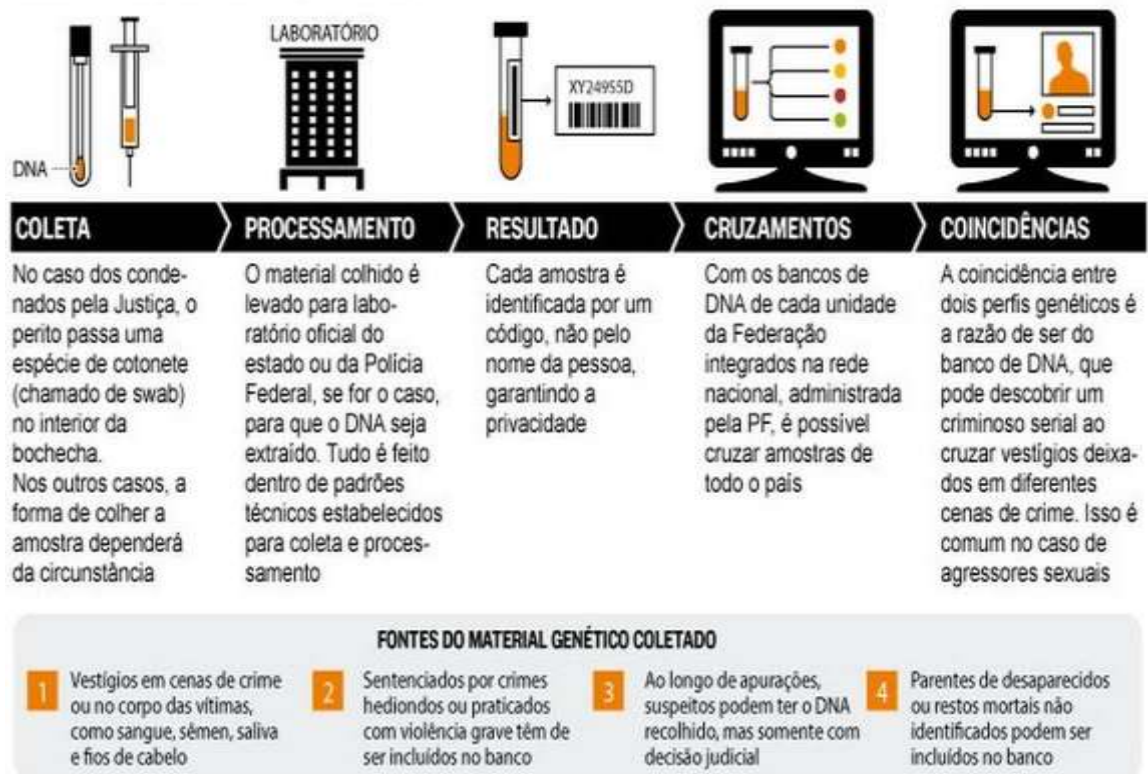 LABORATÓRIO
XY24955D
DNA
COLETA
No caso dos conde-
nados pela Justiça, o
perito passa uma
espécie de cotonete
(chamado de swab)
no interior da
bochecha.
Nos outros casos, a
forma de colher a
amostra dependerá
da circunstância
PROCESSAMENTO
O material colhido é
levado para labo-
ratório oficial do
estado ou da Polícia
Federal, se for o caso,
para que o DNA seja
extraído. Tudo é feito
dentro de padrões
técnicos estabelecidos
para coleta e proces-
samento
RESULTADO
Cada amostra é
identificada por um
código, não pelo
nome da pessoa,
garantindo a
privacidade
CRUZAMENTOS
Com os bancos de
DNA de cada unidade
da Federação
integrados na rede
nacional, administrada
pela PF, é possível
cruzar amostras de
todo o país
COINCIDÊNCIAS
A coincidência entre
dois perfis genéticos é
a razão de ser do
banco de DNA, que
pode descobrir um
criminoso serial ao
cruzar vestígios deixa-
dos em diferentes
cenas de crime. Isso é
comum no caso de
agressores sexuais
FONTES DO MATERIAL GENÉTICO COLETADO
1
Vestígios em cenas de crime
ou no corpo das vítimas,
como sangue, sêmen, saliva
e fios de cabelo
2
Sentenciados por crimes
hediondos ou praticados
com violência grave têm de
ser incluídos no banco
3
Ao longo de apurações,
suspeitos podem ter o DNA
recolhido, mas somente com
decisão judicial
4
Parentes de desaparecidos
ou restos mortais não
identificados podem ser
incluídos no banco